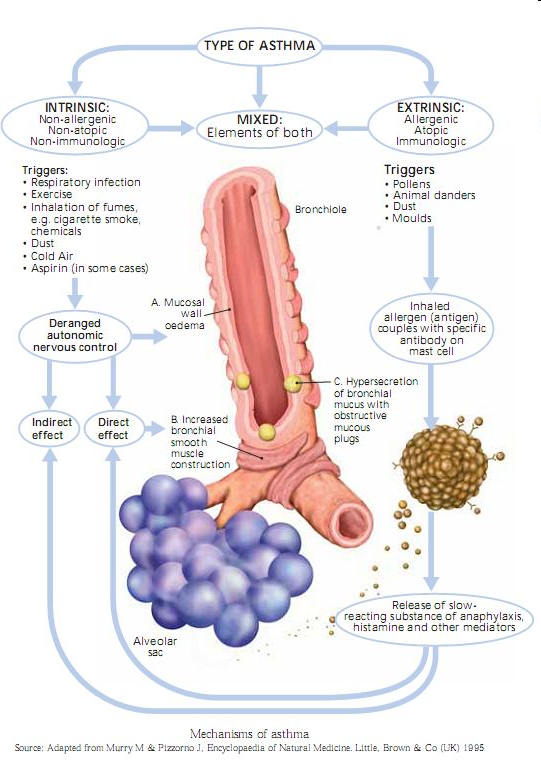 TYPE OF ASTHMA
INTRINSIC:
Non-allergenic
Non-atopic
Non-immunologic
MIXED:
Elements of both
EXTRINSIC:
Allergenic
Atopic
Immunologic
Triggers:
• Respiratory infection
• Exercise
• Inhalation of fumes,
e.g. cigarette smoke,
chemicals
• Dust
• Cold Air
• Aspirin (in some cases)
Triggers
• Pollens
• Animal danders
• Dust
• Moulds
Bronchiole
A. Mucosal
wall
oedema
Deranged
autonomic
nervous control
Inhaled
allergen (antigen)
couples with specific
antibody on
mast cell
C. Hypersecretion
of bronchial
mucus with
obstructive
mucous
plugs
Indirect
effect
Direct
effect
B. Increased
bronchial
smooth
muscle
construction
Release of slow-
reacting substance of anaphylaxis,
histamine and other mediators
Alveolar
sac
Mechanisms of asthma
Source: Adapted from Murry M & Pizzorno J, Encyclopaedia of Natural Medicine. Little, Brown & Co (UK) 1995